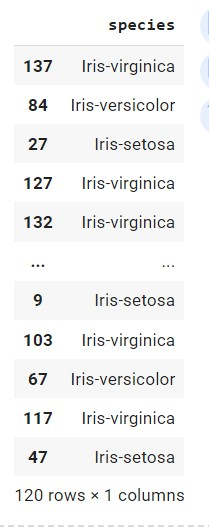 species
137 Iris-virginica
84 Iris-versicolor
27 Iris-setosa
127 Iris-virginica
132 Iris-virginica
... ...
9 Iris-setosa
103 Iris-virginica
67 Iris-versicolor
117 Iris-virginica
47 Iris-setosa
120 rows × 1 columns